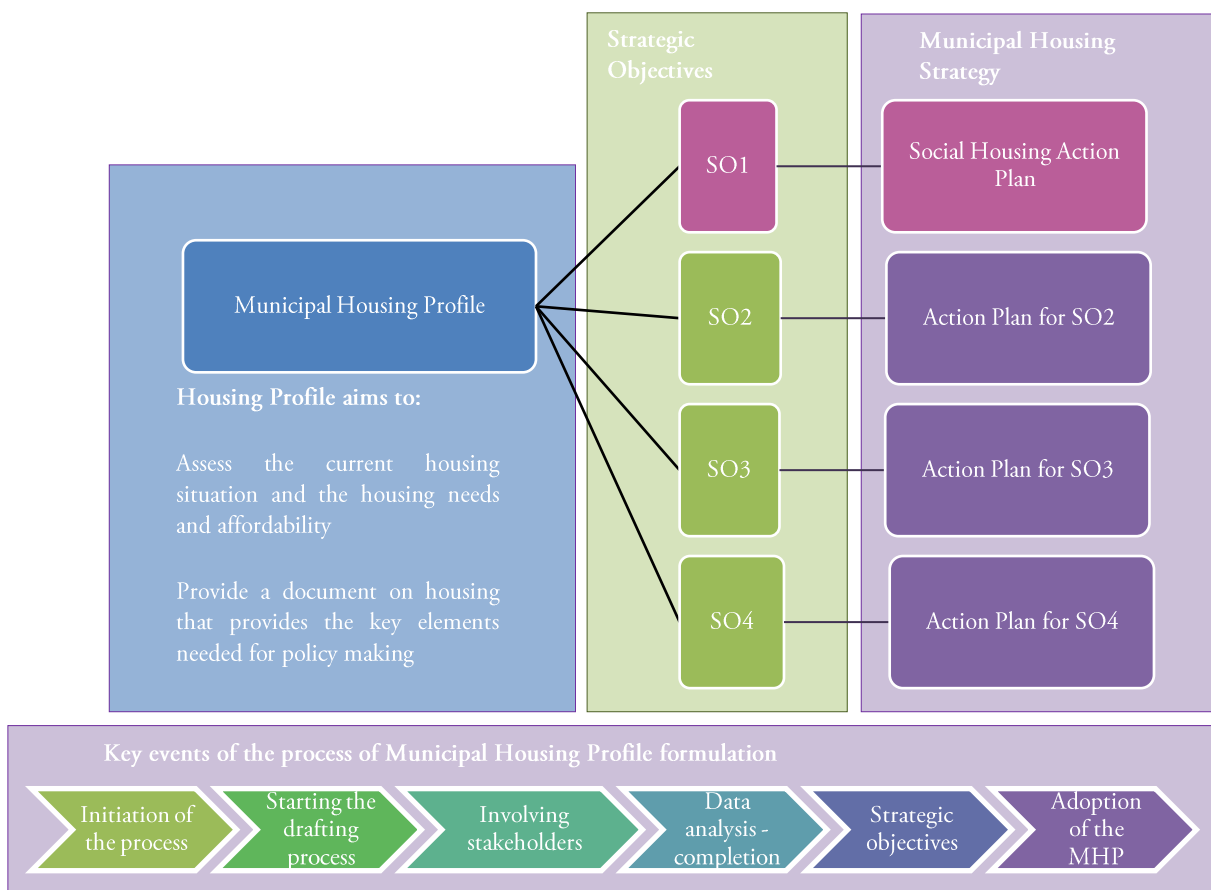 Strategic
Objectives
Municipal Housing
Strategy
SO1
Social Housing Action
Plan
Municipal Housing Profile
SO2
Action Plan for SO2
Housing Profile aims to:
Assess the current housing
situation and the housing needs
and affordability
Provide a document on housing
that provides the key elements
needed for policy making
SO3
Action Plan for SO3
SO4
Action Plan for SO4
Key events of the process of Municipal Housing Profile formulation
Initiation of
the process
Starting the
drafting
process
Involving
stakeholders
Data
analysis -
completion
Strategic
objectives
Adoption
of the
MHP